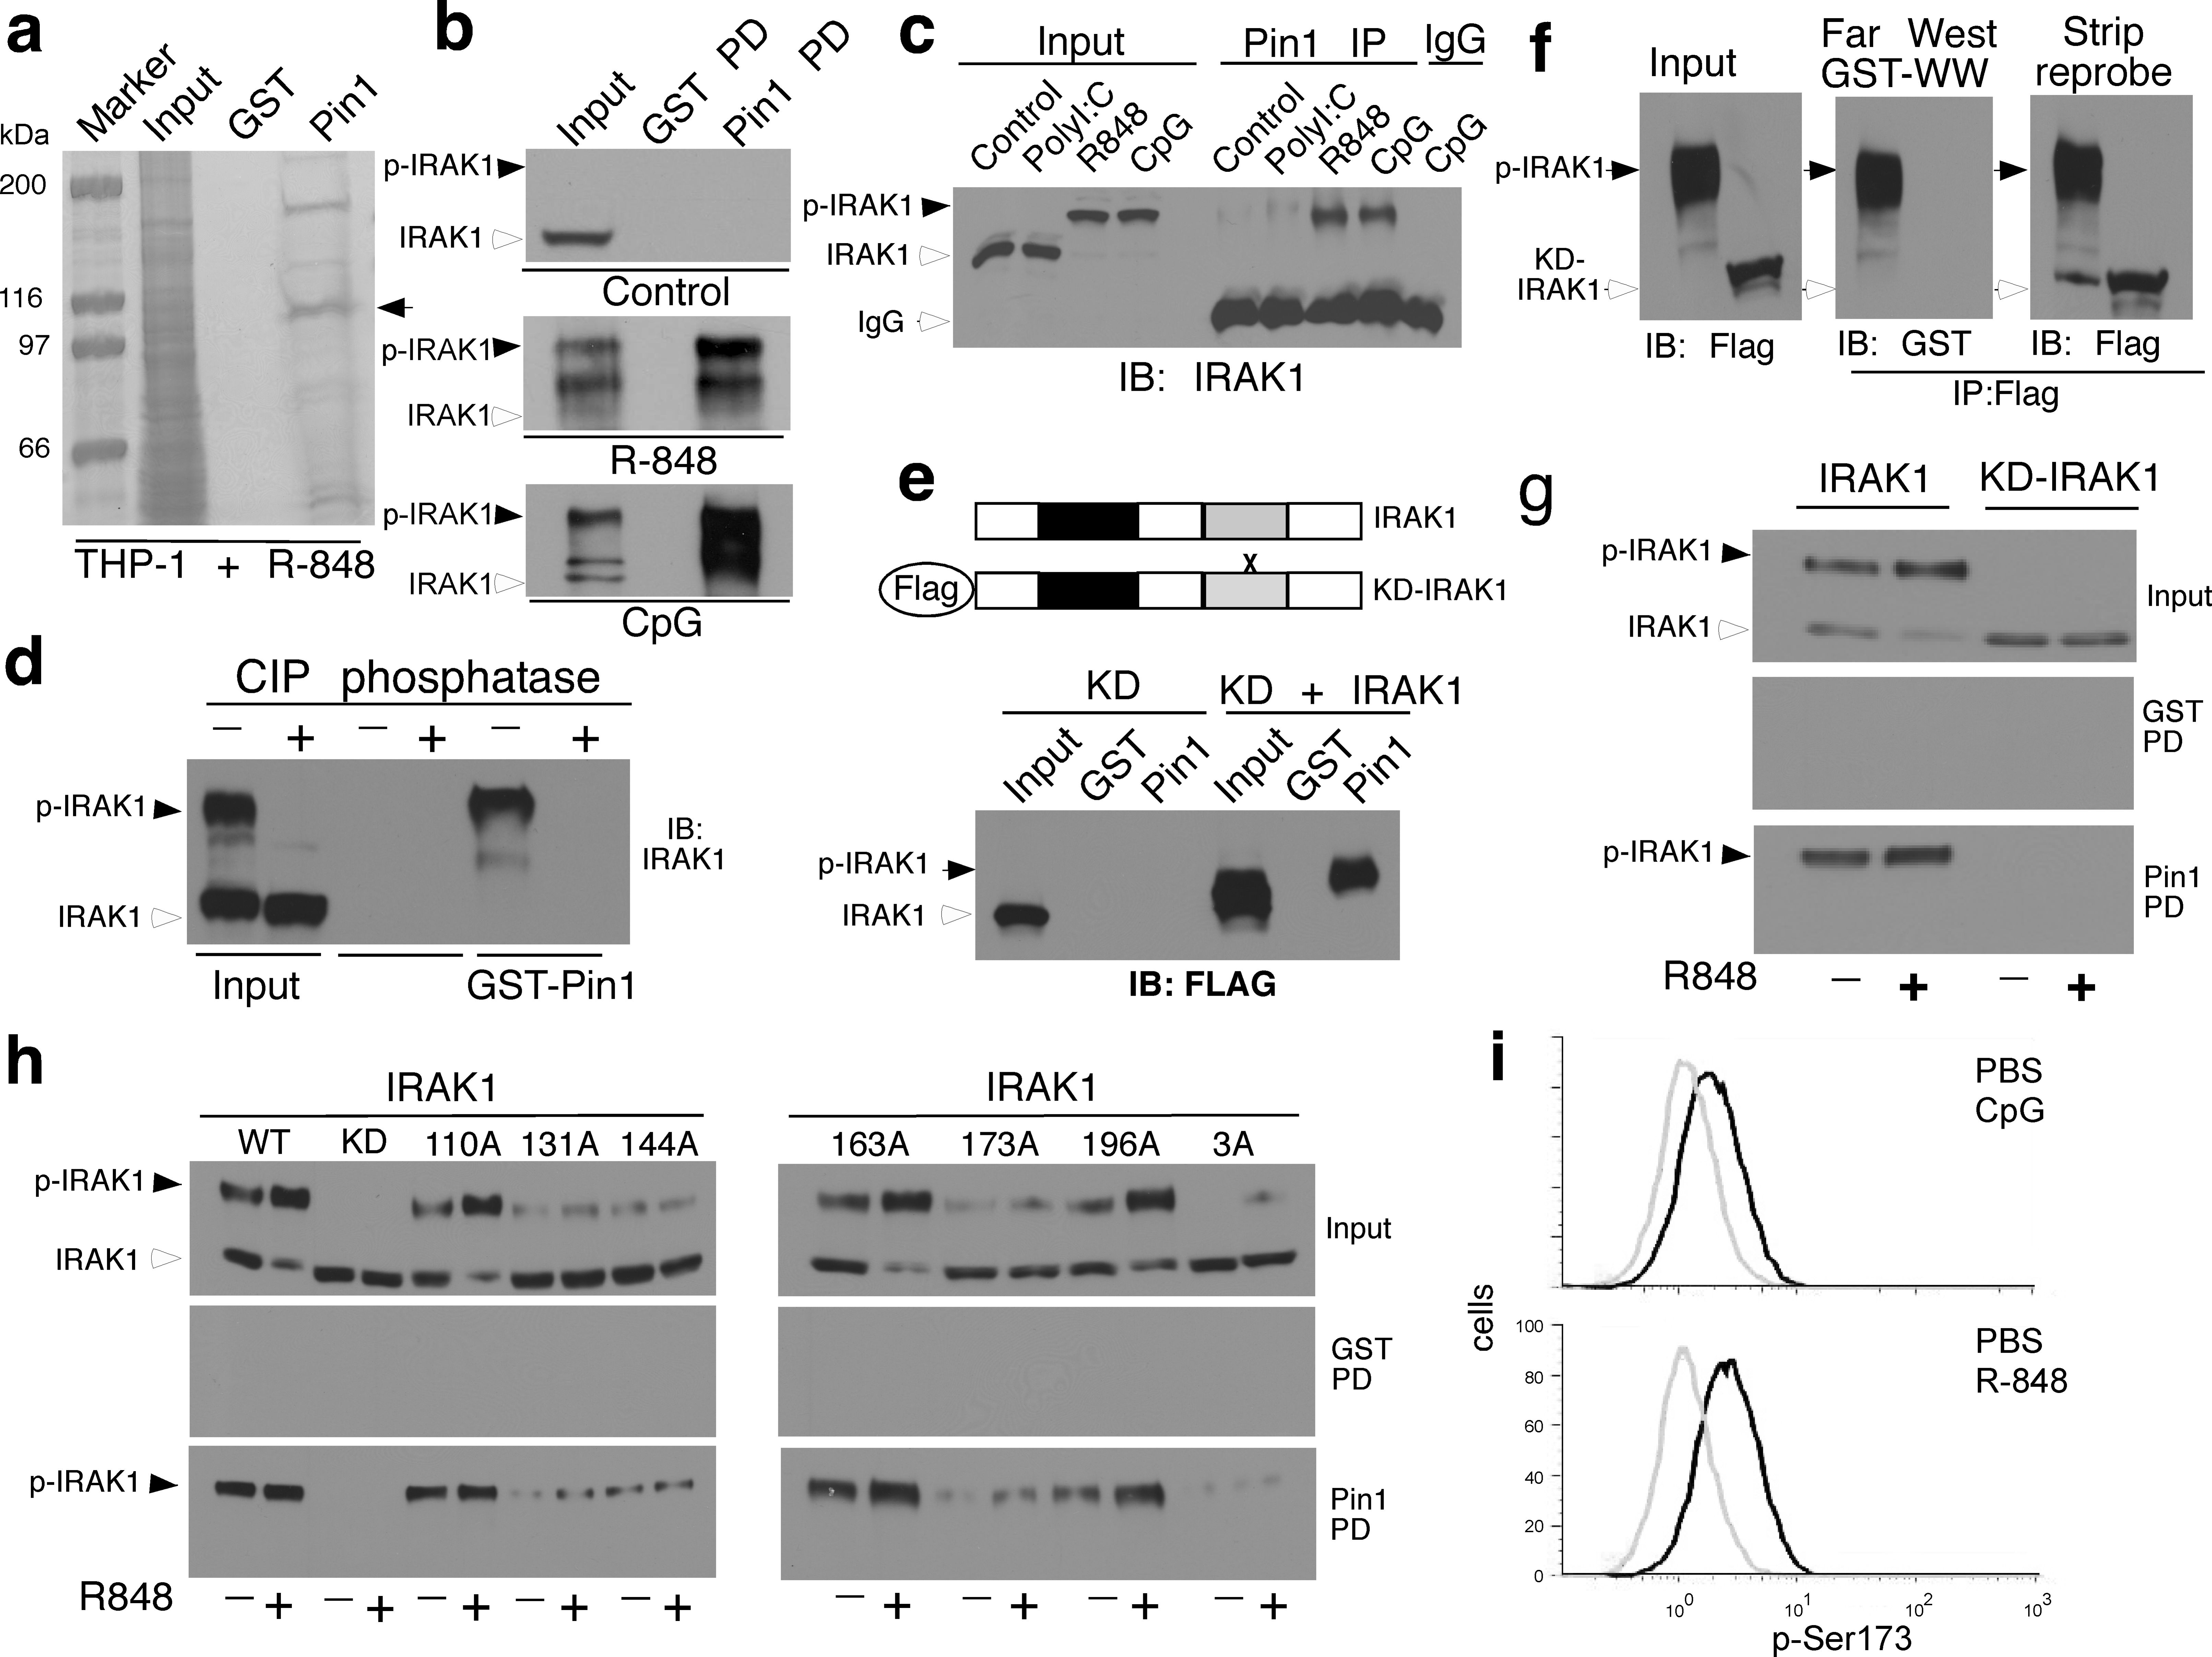 a
kDa
Marker
Input
GST
Pin1
200
116
97
66
THP-1 + R-848
b
Input
GST PD
Pin1 PD
p-IRAK1
IRAK1
Control
p-IRAK1
IRAK1
R-848
p-IRAK1
IRAK1
CpG
c
Input
Pin1 IP
IgG
Control
PolyI:C
R848
CpG
Control
PolyI:C
R848
CpG
CpG
p-IRAK1
IRAK1
IgG
IB: IRAK1
d
CIP phosphatase
− + − + − +
p-IRAK1
IRAK1
IB:
IRAK1
Input
GST-Pin1
e
IRAK1
x
Flag
KD-IRAK1
KD
KD + IRAK1
Input
GST
Pin1
Input
GST
Pin1
p-IRAK1
IRAK1
IB: FLAG
f
Input
Far West
GST-WW
Strip
reprobe
p-IRAK1
KD-
IRAK1
IB: Flag
IB: GST
IB: Flag
IP:Flag
g
IRAK1
KD-IRAK1
p-IRAK1
IRAK1
Input
GST
PD
p-IRAK1
Pin1
PD
R848 − + − +
h
IRAK1
WT KD 110A 131A 144A
p-IRAK1
IRAK1
p-IRAK1
R848 − + − + − + − + − +
IRAK1
163A 173A 196A 3A
Input
GST
PD
Pin1
PD
− + − + − + − +
i
PBS
CpG
cells
PBS
R-848
100
80
60
40
20
0
10⁰ 10¹ 10² 10³
p-Ser173